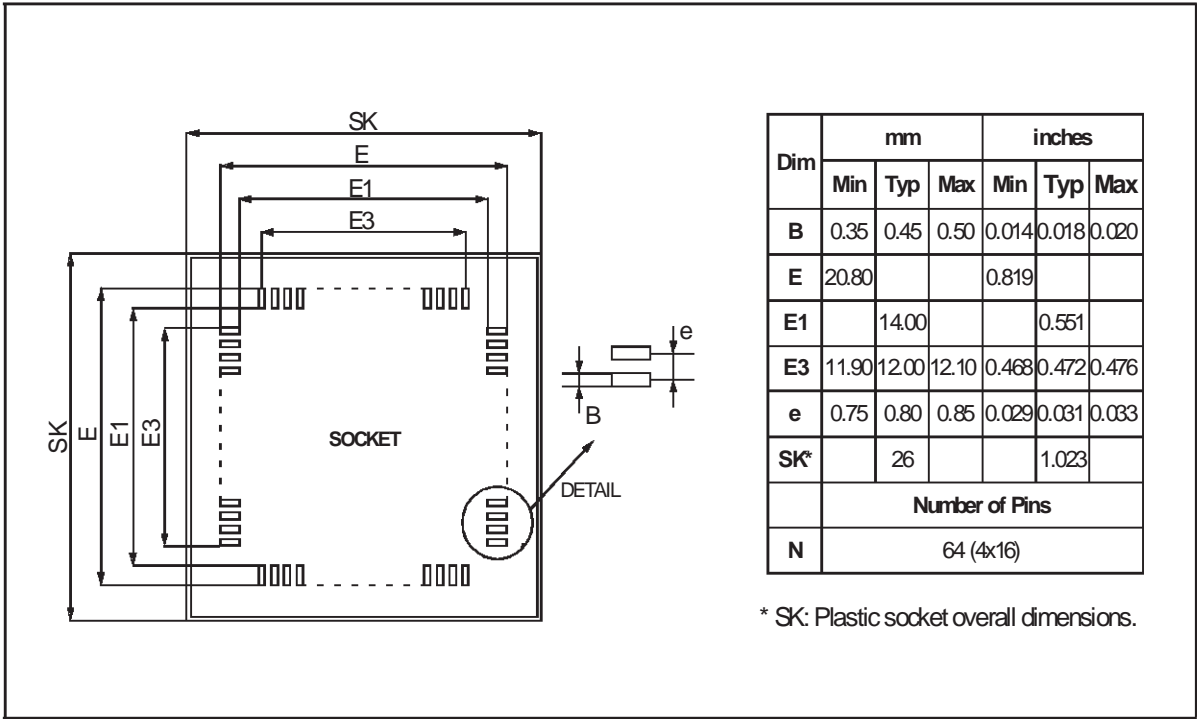 SK
E
E1
E3
SK
E
E1
E3
SOCKET
e
B
DETAIL
Dim mm inches
Min Typ Max Min Typ Max
B 0.35 0.45 0.50 0.014 0.018 0.020
E 20.80 0.819
E1 14.00 0.551
E3 11.90 12.00 12.10 0.468 0.472 0.476
e 0.75 0.80 0.85 0.029 0.031 0.033
SK* 26 1.023
Number of Pins
N 64 (4x16)
* SK: Plastic socket overall dimensions.